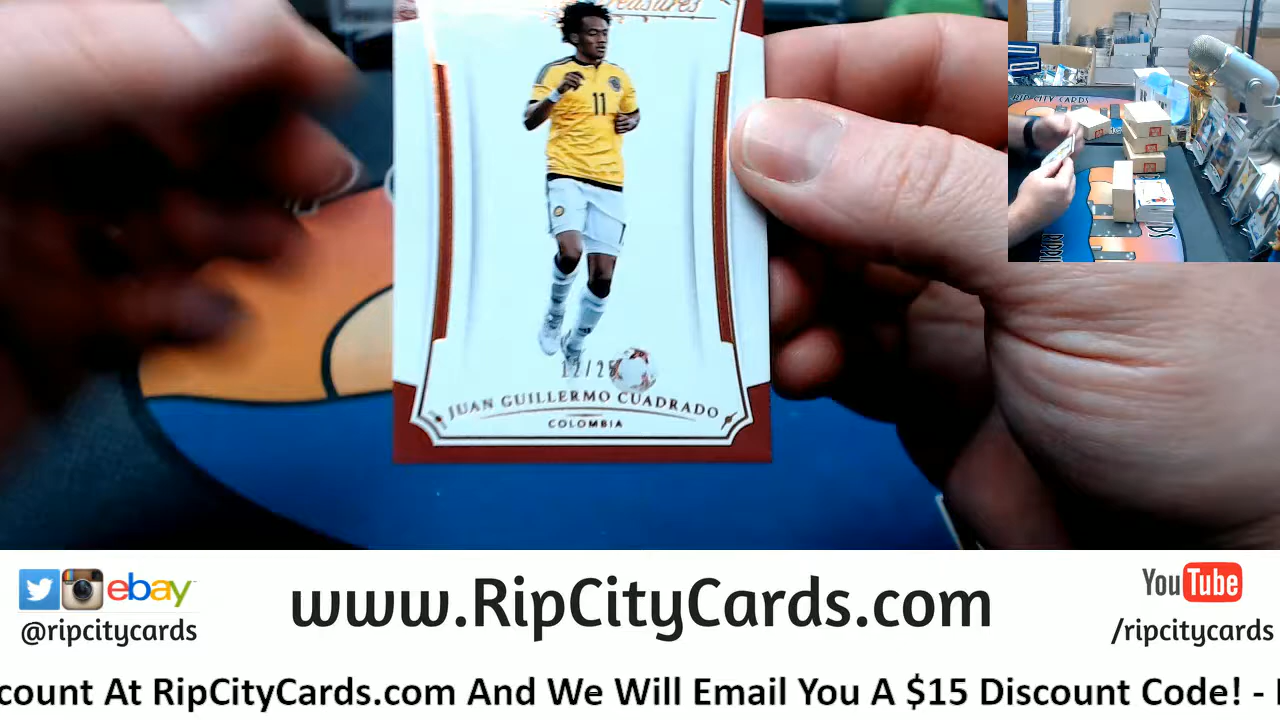 Treasures
11
12/25
JUAN GUILLERMO CUADRADO
COLOMBIA
RIP CITY CARDS
ebay
@ripcitycards
www.RipCityCards.com
YouTube
/ripcitycards
count At RipCityCards.com And We Will Email You A $15 Discount Code! -